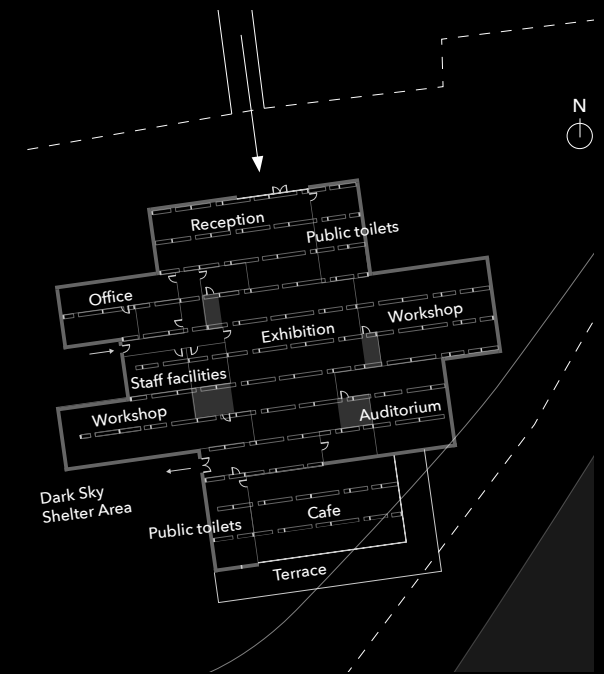 N
Reception
Public toilets
Office
Workshop
Exhibition
Staff facilities
Workshop
Auditorium
Dark Sky
Shelter Area
Public toilets
Cafe
Terrace